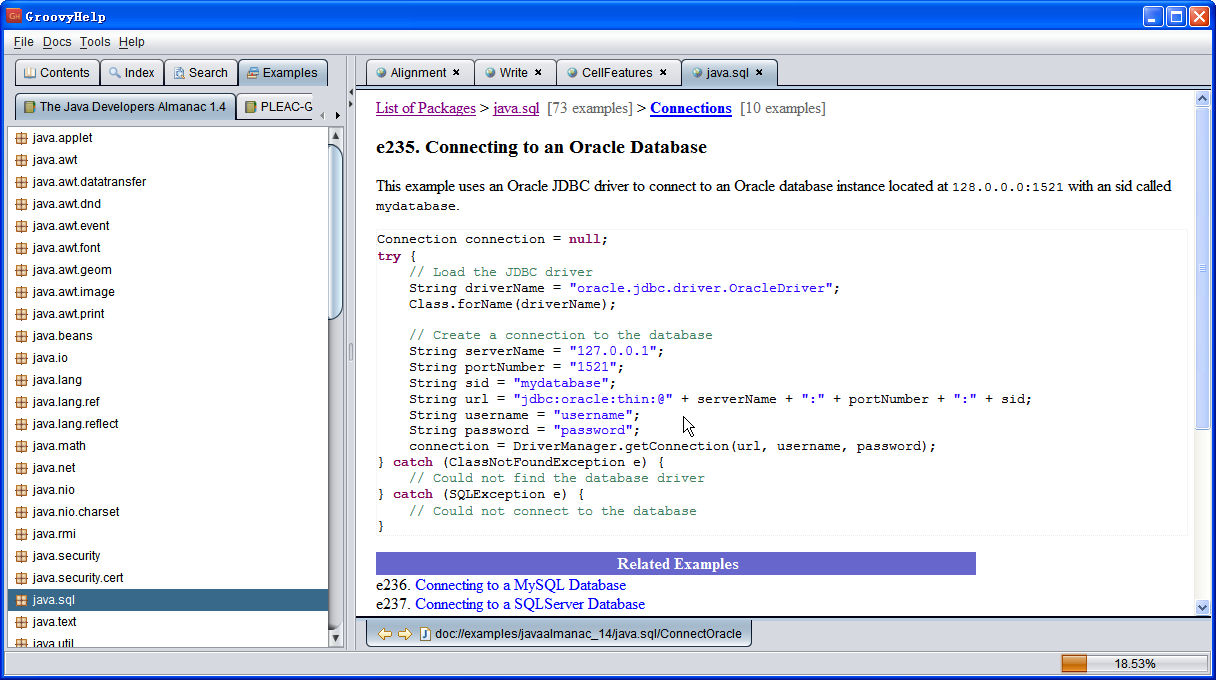 GroovyHelp
File Docs Tools Help
Contents Index Search Examples
The Java Developers Almanac 1.4 PLEAC-G
java.applet
java.awt
java.awt.datatransfer
java.awt.dnd
java.awt.event
java.awt.font
java.awt.geom
java.awt.image
java.awt.print
java.beans
java.io
java.lang
java.lang.ref
java.lang.reflect
java.math
java.net
java.nio
java.nio.charset
java.rmi
java.security
java.security.cert
java.sql
java.text
java.util
Alignment Write CellFeatures java.sql
List of Packages > java.sql [73 examples] > Connections [10 examples]
e235. Connecting to an Oracle Database
This example uses an Oracle JDBC driver to connect to an Oracle database instance located at 128.0.0.0:1521 with an sid called
mydatabase.
Connection connection = null;
try {
    // Load the JDBC driver
    String driverName = "oracle.jdbc.driver.OracleDriver";
    Class.forName(driverName);
    // Create a connection to the database
    String serverName = "127.0.0.1";
    String portNumber = "1521";
    String sid = "mydatabase";
    String url = "jdbc:oracle:thin:@" + serverName + ":" + portNumber + ":" + sid;
    String username = "username";
    String password = "password";
    connection = DriverManager.getConnection(url, username, password);
} catch (ClassNotFoundException e) {
    // Could not find the database driver
} catch (SQLException e) {
    // Could not connect to the database
}
Related Examples
e236. Connecting to a MySQL Database
e237. Connecting to a SQLServer Database
doc://examples/javaalmanac_14/java.sql/ConnectOracle
18.53%